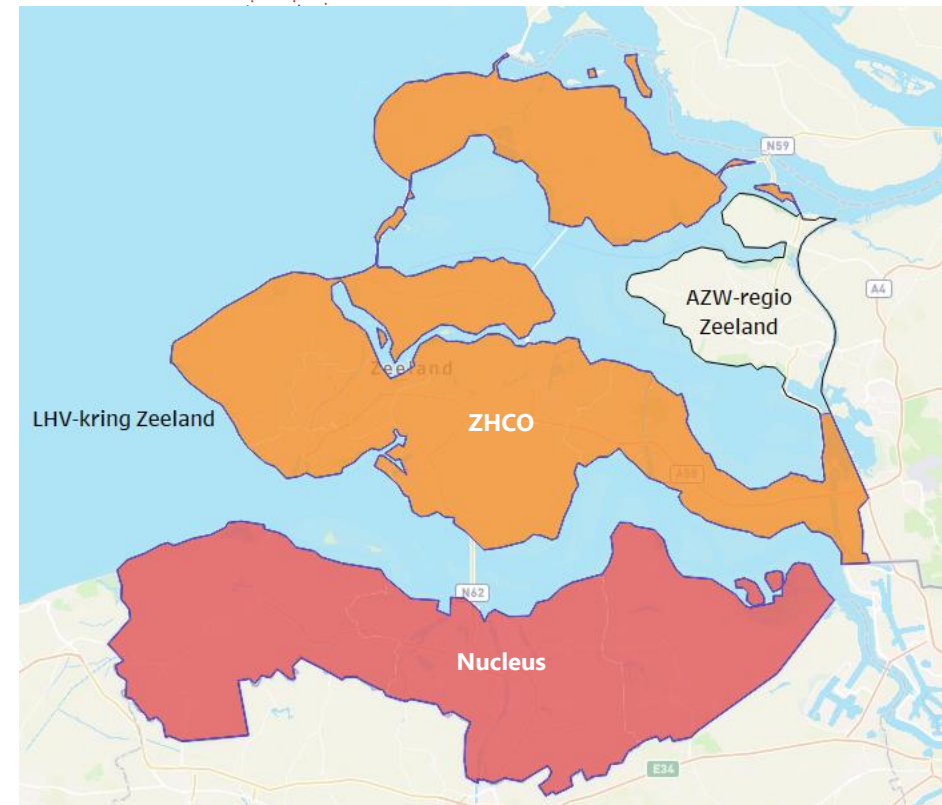 N59
A4
AZW-regio
Zeeland
Zeeland
LHV-kring Zeeland
ZHCO
A58
N62
Nucleus
E34